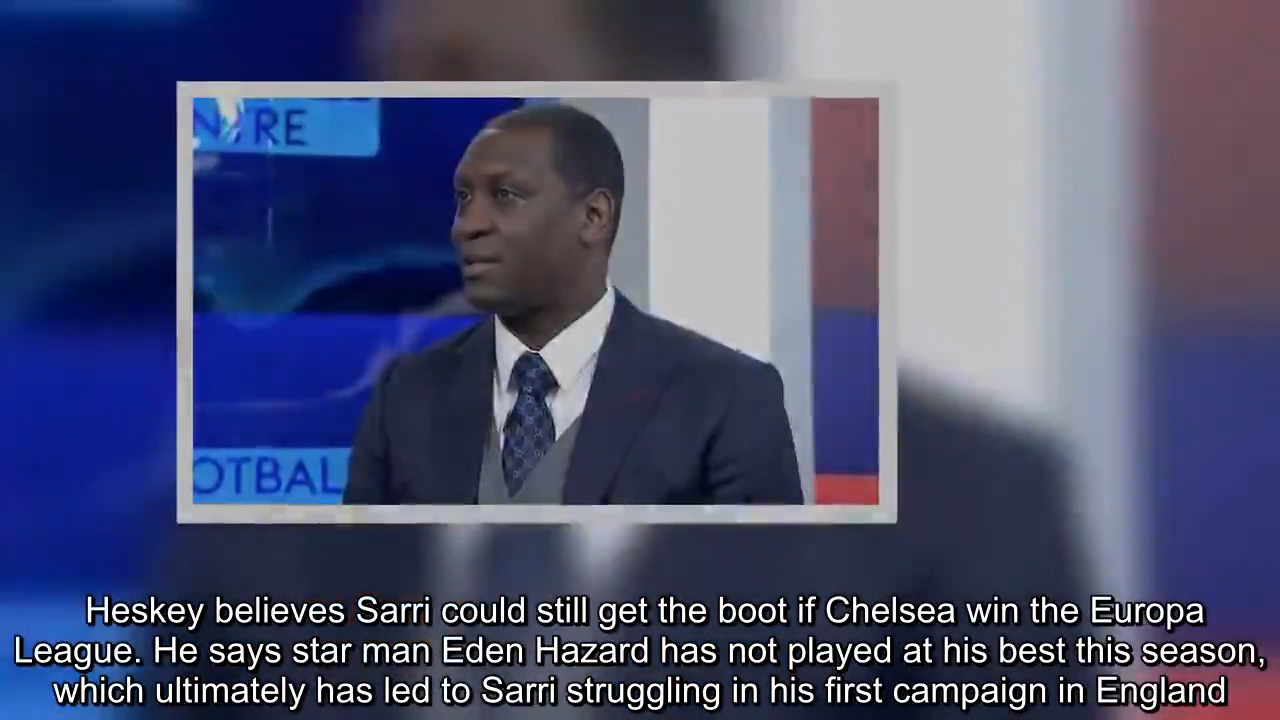 NTRE
OTBAL
Heskey believes Sarri could still get the boot if Chelsea win the Europa
League. He says star man Eden Hazard has not played at his best this season,
which ultimately has led to Sarri struggling in his first campaign in England